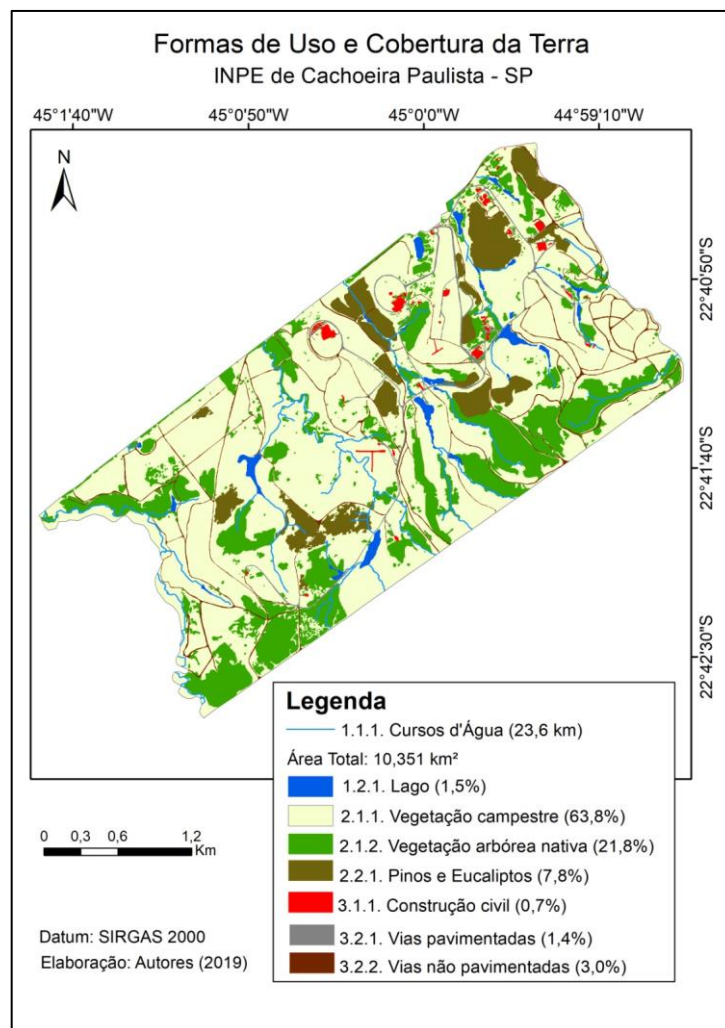 Formas de Uso e Cobertura da Terra
INPE de Cachoeira Paulista - SP
45°1'40"W
45°0'50"W
45°0'0"W
44°59'10"W
N
22°40'50"S
22°41'40"S
22°42'30"S
Legenda
1.1.1. Cursos d'Água (23,6 km)
Área Total: 10,351 km²
1.2.1. Lago (1,5%)
2.1.1. Vegetação campestre (63,8%)
2.1.2. Vegetação arbórea nativa (21,8%)
2.2.1. Pinos e Eucaliptos (7,8%)
3.1.1. Construção civil (0,7%)
3.2.1. Vias pavimentadas (1,4%)
3.2.2. Vias não pavimentadas (3,0%)
0 0,3 0,6 1,2
Km
Datum: SIRGAS 2000
Elaboração: Autores (2019)